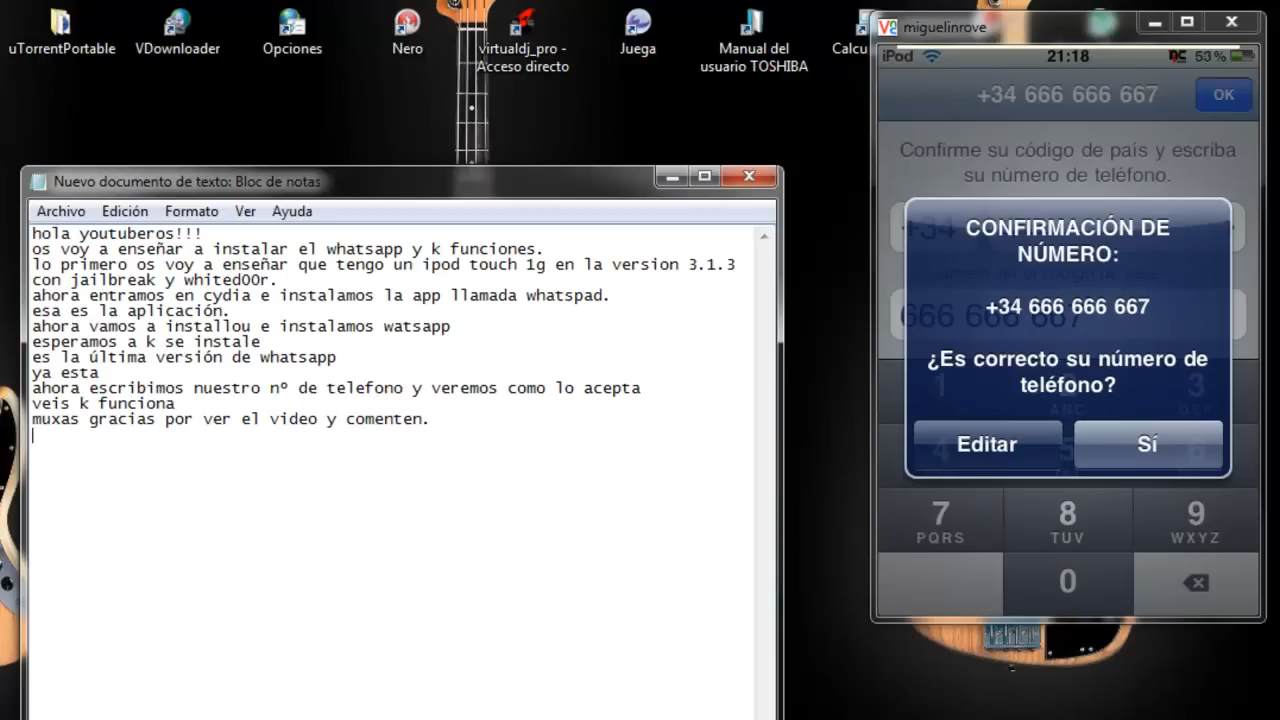 uTorrentPortable
VDownloader
Opciones
Nero
virtualdj_pro -
Acceso directo
Juega
Manual del
usuario TOSHIBA
Calcu
miguelinrove
iPod 21:18 53%
+34 666 666 667 OK
Confirme su código de país y escriba
su número de teléfono.
CONFIRMACIÓN DE
NÚMERO:
+34 666 666 667
¿Es correcto su número de
teléfono?
Editar Sí
7 8 9
PQRS TUV WXYZ
0
Nuevo documento de texto: Bloc de notas
Archivo Edición Formato Ver Ayuda
hola youtuberos!!!
os voy a enseñar a instalar el whatsapp y k funciones.
lo primero os voy a enseñar que tengo un ipod touch 1g en la version 3.1.3
con jailbreak y whited00r.
ahora entramos en cydia e instalamos la app llamada whatspad.
esa es la aplicación.
ahora vamos a installou e instalamos watsapp
esperamos a k se instale
es la última versión de whatsapp
ya esta
ahora escribimos nuestro nº de telefono y veremos como lo acepta
veis k funciona
muxas gracias por ver el video y comenten.